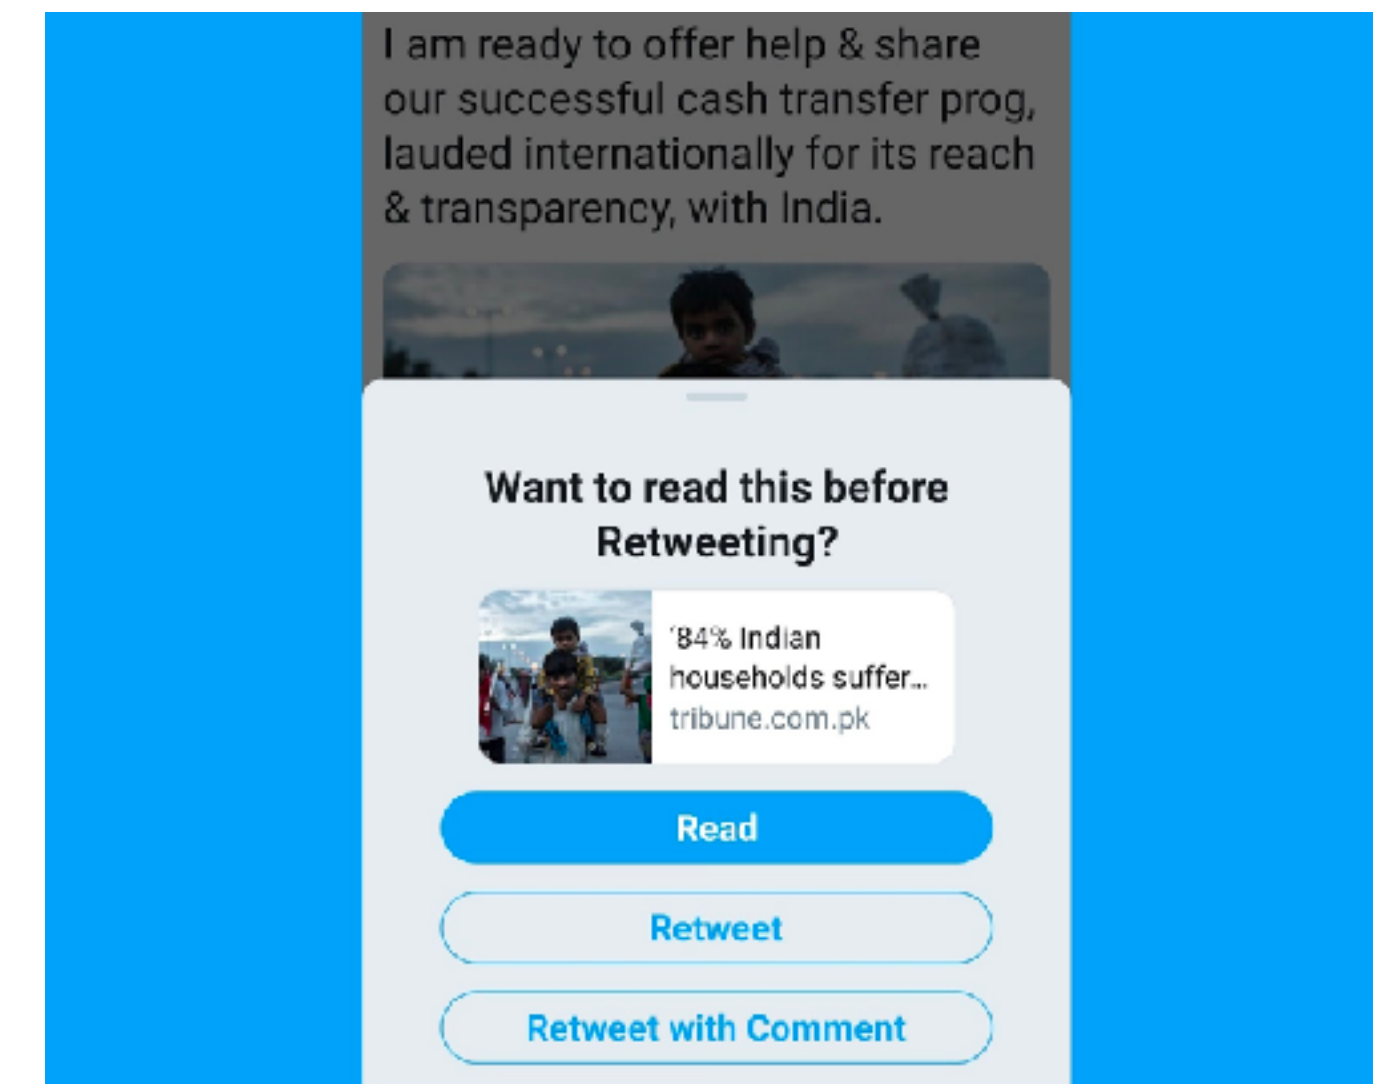 I am ready to offer help & share
our successful cash transfer prog,
lauded internationally for its reach
& transparency, with India.
Want to read this before
Retweeting?
'84% Indian
households suffer...
tribune.com.pk
Read
Retweet
Retweet with Comment